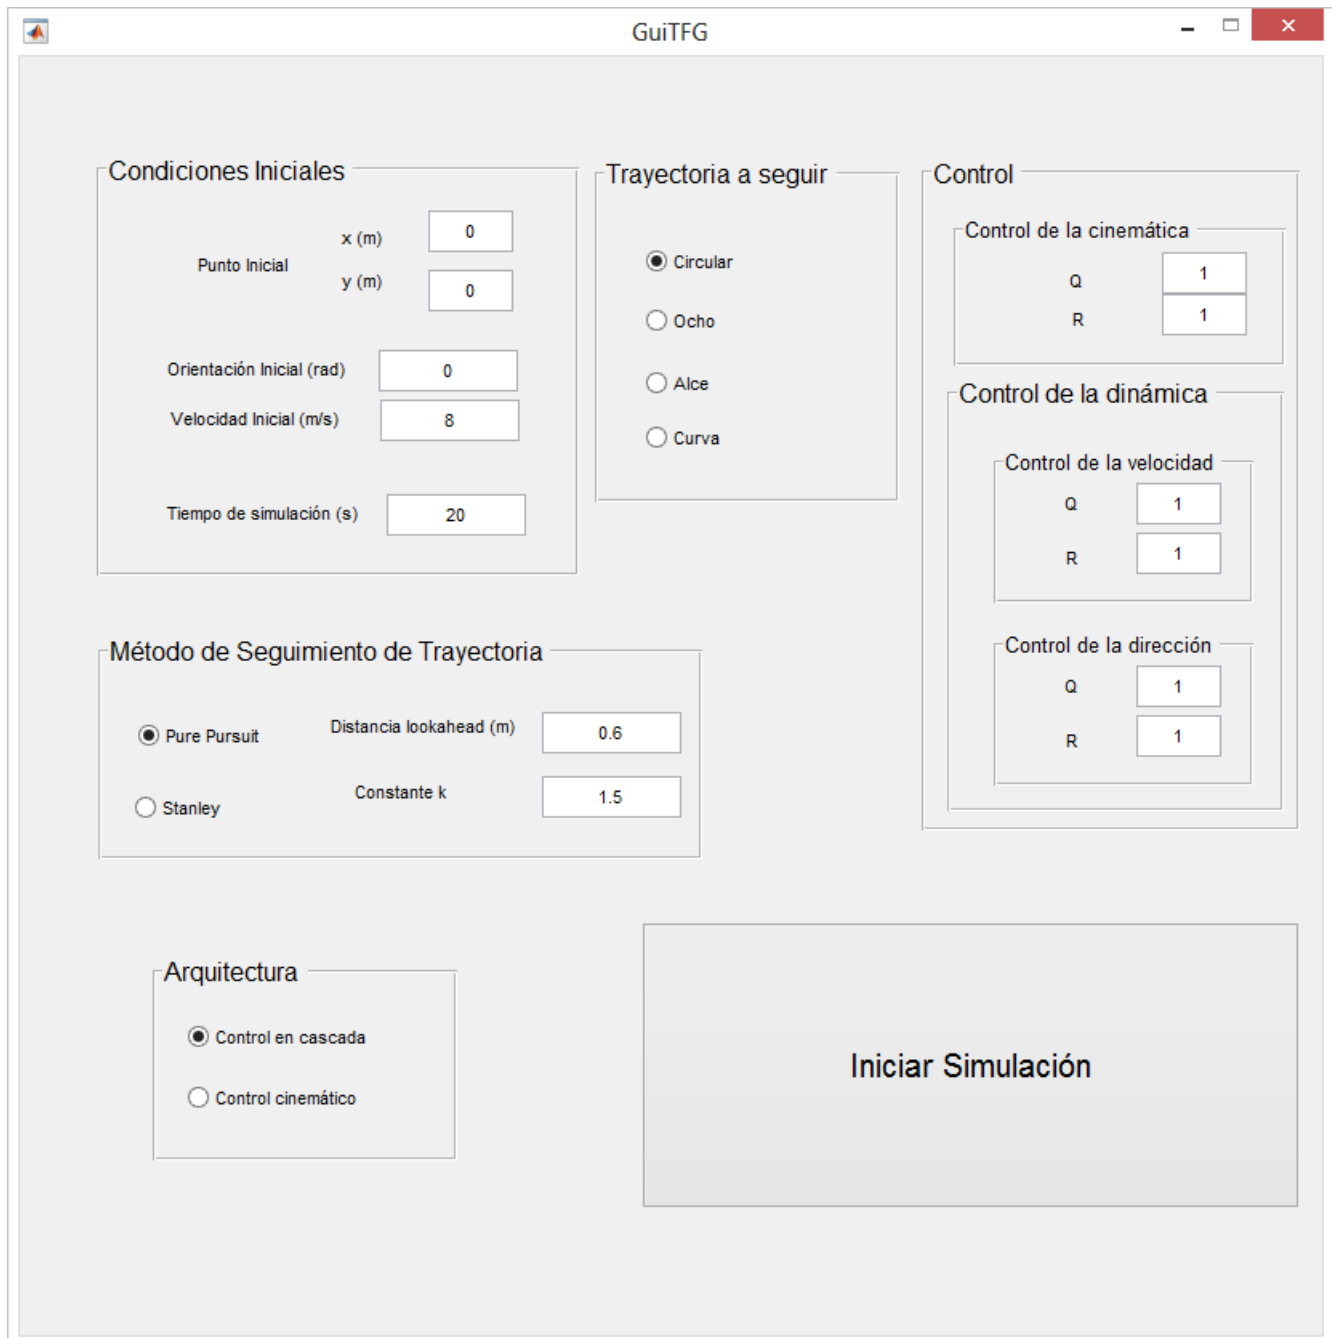 GuiTFG
Condiciones Iniciales
Punto Inicial
x (m)
0
y (m)
0
Orientación Inicial (rad)
0
Velocidad Inicial (m/s)
8
Tiempo de simulación (s)
20
Trayectoria a seguir
Circular
Ocho
Alce
Curva
Control
Control de la cinemática
Q
1
R
1
Control de la dinámica
Control de la velocidad
Q
1
R
1
Control de la dirección
Q
1
R
1
Método de Seguimiento de Trayectoria
Pure Pursuit
Distancia lookahead (m)
0.6
Stanley
Constante k
1.5
Arquitectura
Control en cascada
Control cinemático
Iniciar Simulación